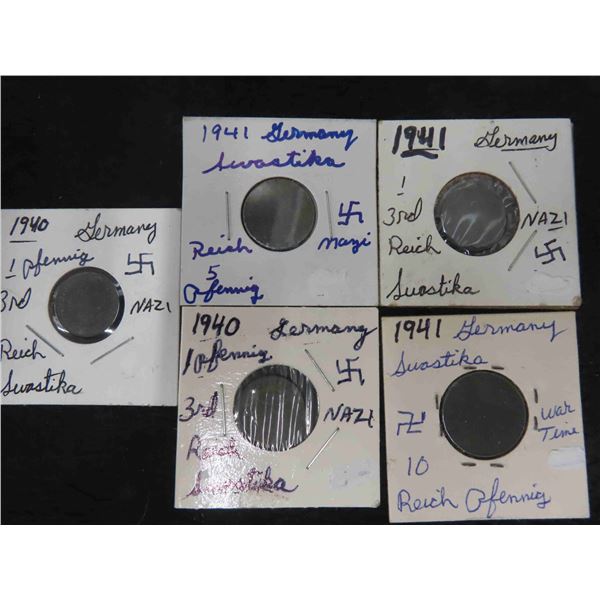 1940 Germany
1 Pfennig
3rd NAZI
Reich
Swastika
1941 Germany
Swastika
Nazi
Reich
5
Pfennig
1941 Germany
1
3rd NAZI
Reich
Swastika
1940 Germany
1 Pfennig
3rd NAZI
Reich
Swastika
1941 Germany
Swastika
War
Time
10
Reich Pfennig